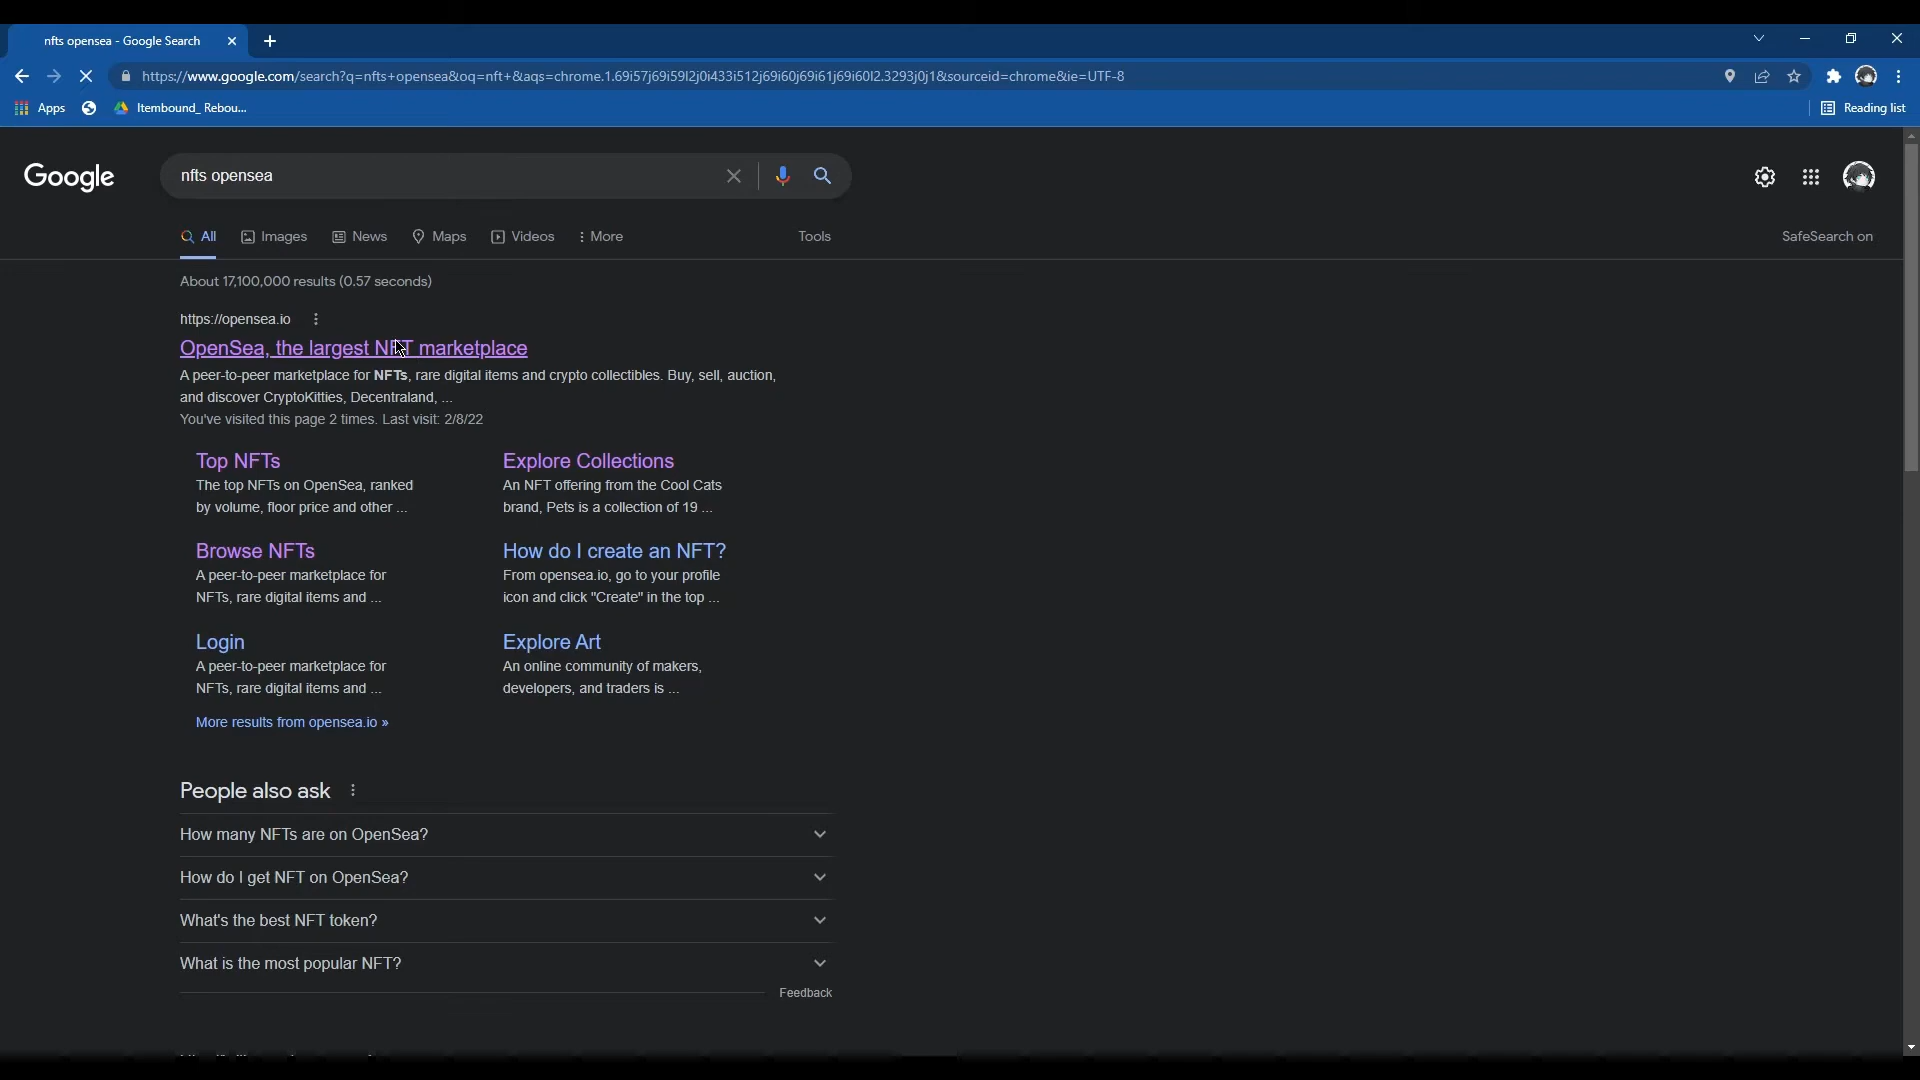 nfts opensea - Google Search
https://www.google.com/search?q=nfts+opensea&oq=nft+&aqs=chrome.1.69i57j69i59l2j0i433i512j69i60j69i61j69i60l2.3293j0j1&sourceid=chrome&ie=UTF-8
Apps
Itembound_ Rebou...
Reading list
Google
nfts opensea
All
Images
News
Maps
Videos
More
Tools
SafeSearch on
About 17,100,000 results (0.57 seconds)
https://opensea.io
OpenSea, the largest NFT marketplace
A peer-to-peer marketplace for NFTs, rare digital items and crypto collectibles. Buy, sell, auction,
and discover CryptoKitties, Decentraland, ...
You've visited this page 2 times. Last visit: 2/8/22
Top NFTs
The top NFTs on OpenSea, ranked
by volume, floor price and other ...
Explore Collections
An NFT offering from the Cool Cats
brand, Pets is a collection of 19 ...
Browse NFTs
A peer-to-peer marketplace for
NFTs, rare digital items and ...
How do I create an NFT?
From opensea.io, go to your profile
icon and click "Create" in the top ...
Login
A peer-to-peer marketplace for
NFTs, rare digital items and ...
Explore Art
An online community of makers,
developers, and traders is ...
More results from opensea.io »
People also ask
How many NFTs are on OpenSea?
How do I get NFT on OpenSea?
What's the best NFT token?
What is the most popular NFT?
Feedback